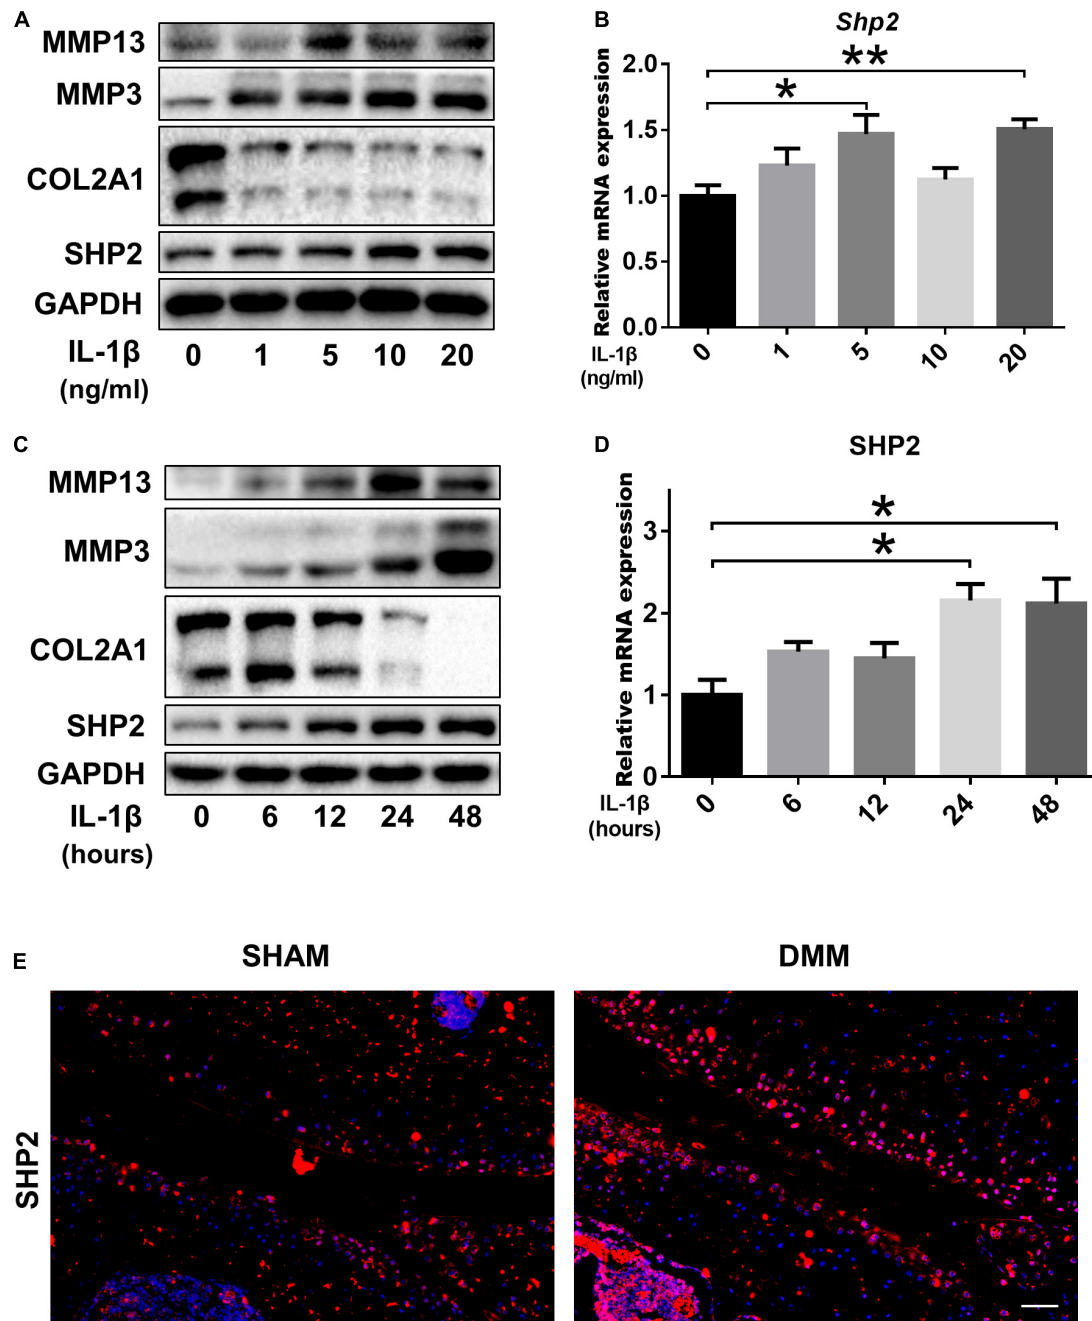 A
MMP13
MMP3
COL2A1
SHP2
GAPDH
IL-1β 0 1 5 10 20
(ng/ml)
B
Shp2
Relative mRNA expression
2.0
1.5
1.0
0.5
0.0
** 
*
IL-1β
(ng/ml)
0 1 5 10 20
C
MMP13
MMP3
COL2A1
SHP2
GAPDH
IL-1β 0 6 12 24 48
(hours)
D
SHP2
Relative mRNA expression
3
2
1
0
*
*
IL-1β
(hours)
0 6 12 24 48
E
SHAM
DMM
SHP2